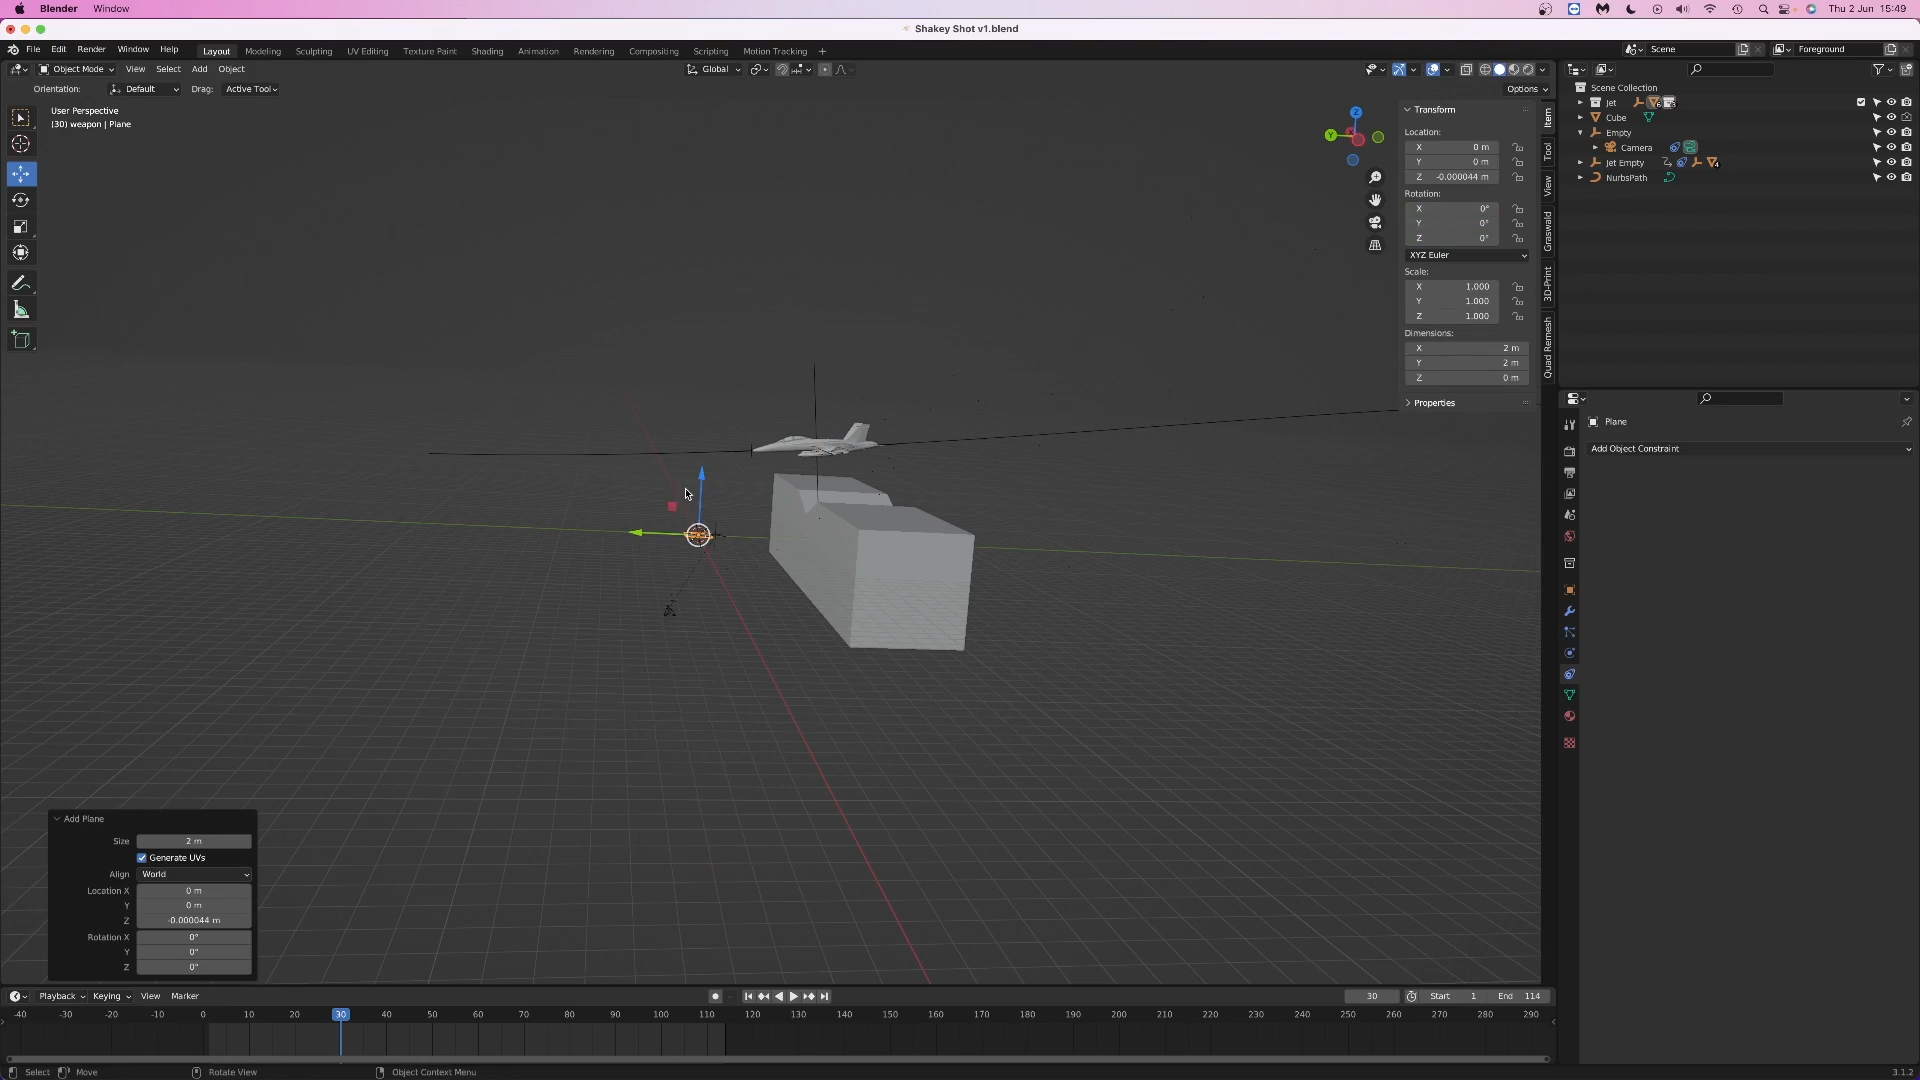 Blender Window Thu 2 Jun 15:49
Shakey Shot v1.blend
File Edit Render Window Help Layout Modeling Sculpting UV Editing Texture Paint Shading Animation Rendering Compositing Scripting Motion Tracking + Scene Foreground
Object Mode View Select Add Object Global
Orientation: Default Drag: Active Tool Options
User Perspective
(30) weapon | Plane
Z
Y
Transform
Location:
X 0 m
Y 0 m
Z -0.000044 m
Rotation:
X 0°
Y 0°
Z 0°
XYZ Euler
Scale:
X 1.000
Y 1.000
Z 1.000
Dimensions:
X 2 m
Y 2 m
Z 0 m
Properties
Item
Tool
View
Graswald
3D-Print
Quad Remesh
Scene Collection
Jet
Cube
Empty
Camera
Jet Empty
NurbsPath
Plane
Add Object Constraint
Add Plane
Size 2 m
Generate UVs
Align World
Location X 0 m
Y 0 m
Z -0.000044 m
Rotation X 0°
Y 0°
Z 0°
Playback Keying View Marker 30 Start 1 End 114
-40 -30 -20 -10 0 10 20 30 40 50 60 70 80 90 100 110 120 130 140 150 160 170 180 190 200 210 220 230 240 250 260 270 280 290
Select Move Rotate View Object Context Menu 3.1.2